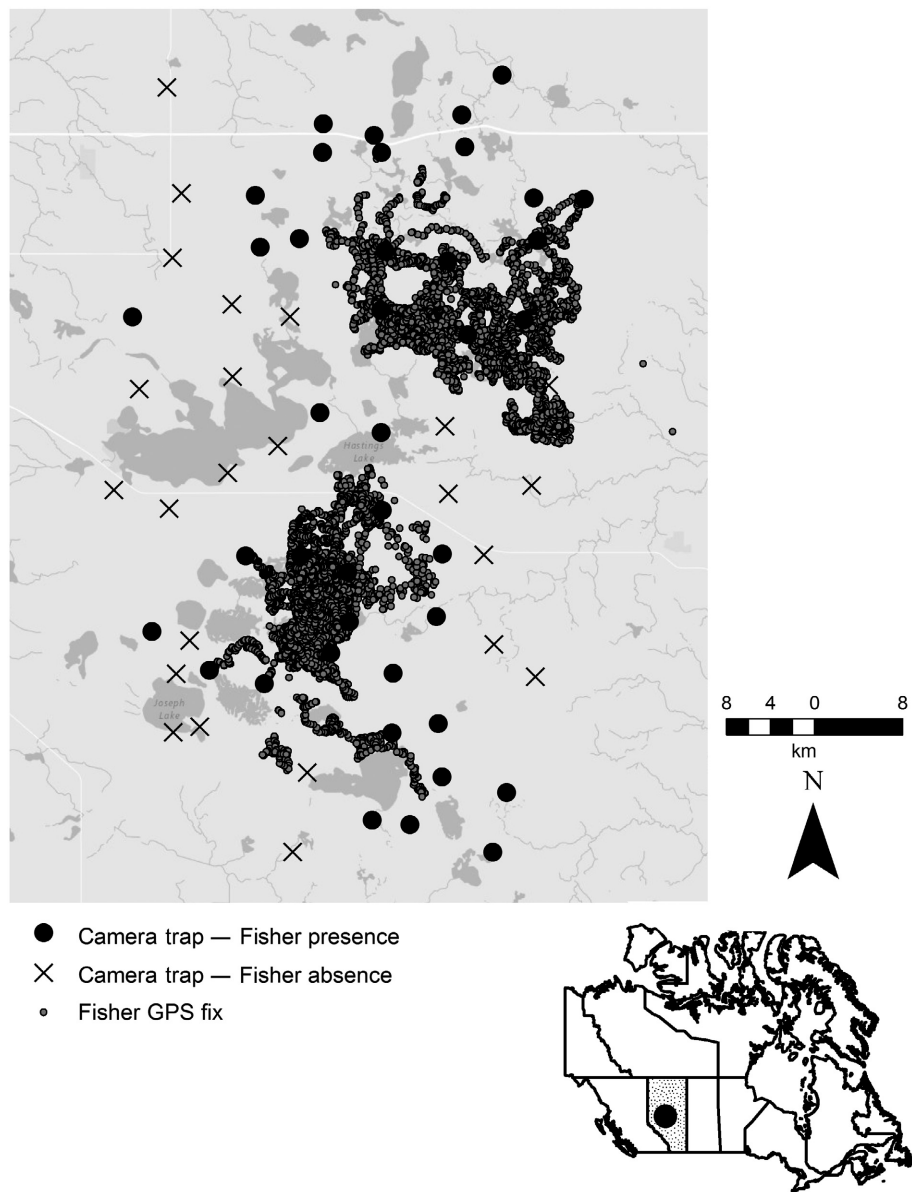 Hastings
Lake
Joseph
Lake
8 4 0 8
km
N
Camera trap — Fisher presence
Camera trap — Fisher absence
Fisher GPS fix